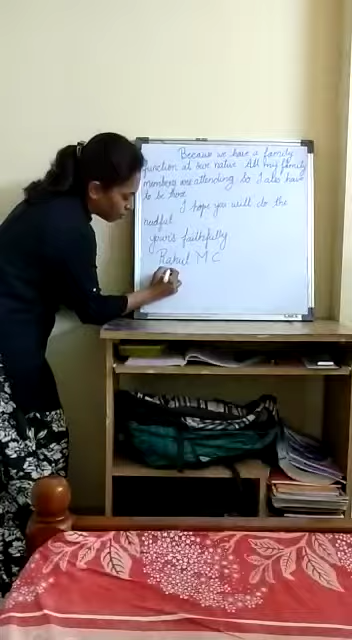 Because we have a family
function at our native. All my family
members are attending So I also have
to be there
I hope you will do the
needful
your's faithfully
Rahul M C